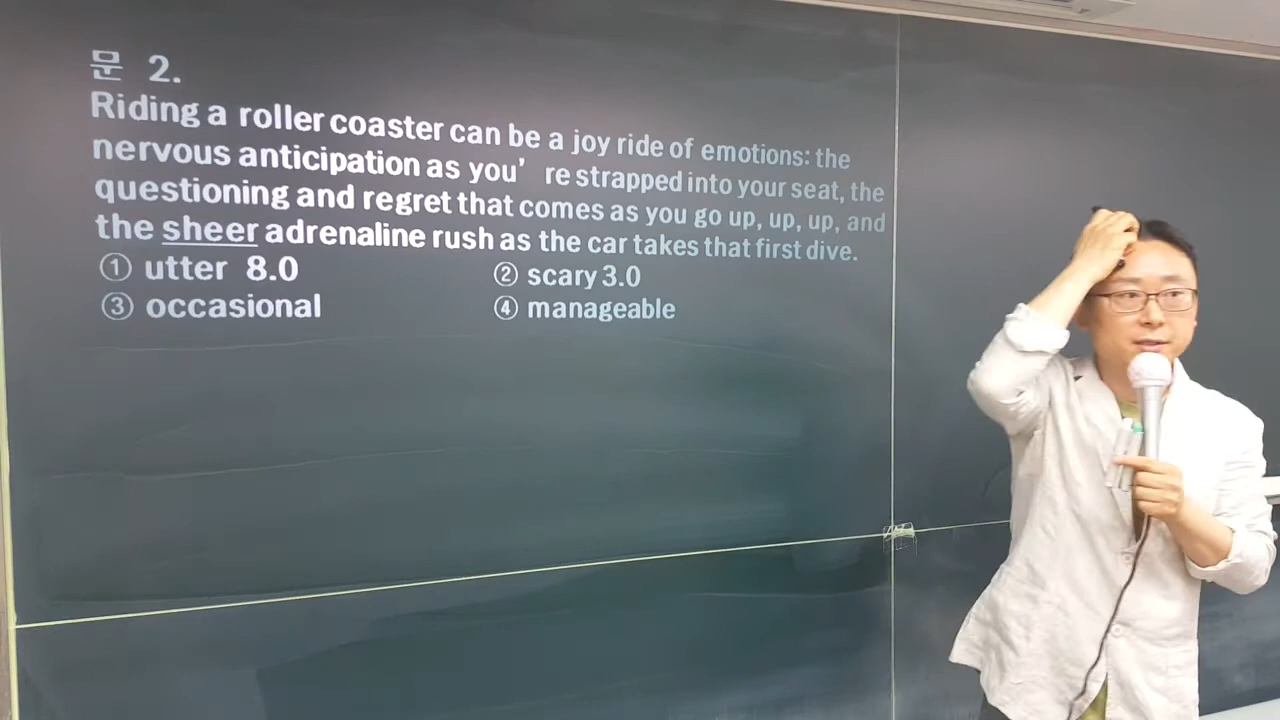 문 2.
Riding a roller coaster can be a joy ride of emotions: the
nervous anticipation as you' re strapped into your seat, the
questioning and regret that comes as you go up, up, up, and
the sheer adrenaline rush as the car takes that first dive.
① utter 8.0 ② scary 3.0
③ occasional ④ manageable